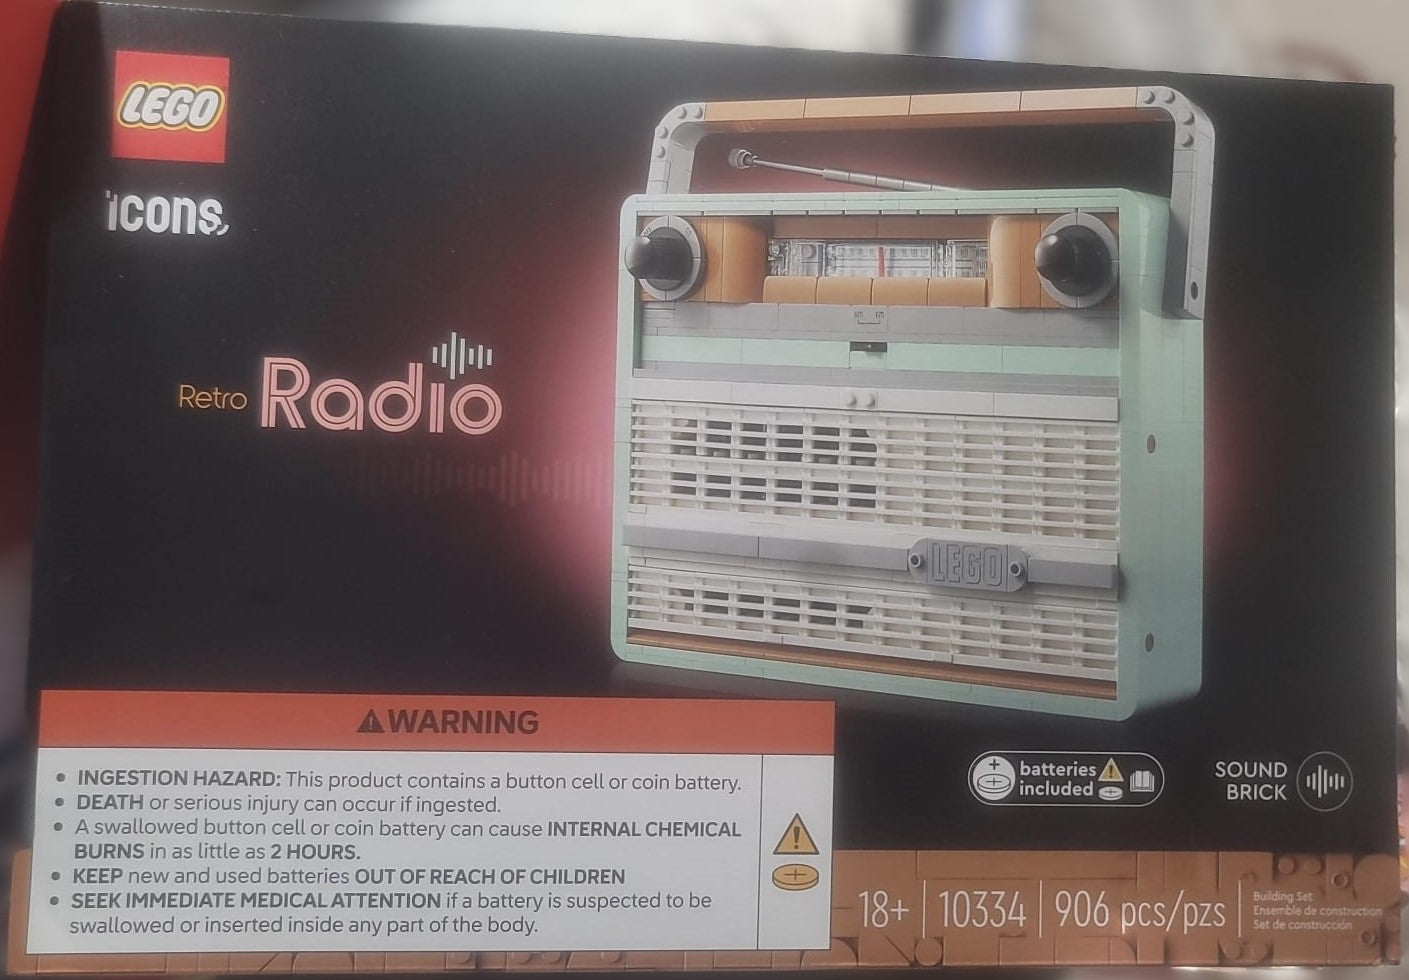 LEGO
icons
Retro Radio
AM FM
LEGO
WARNING
• INGESTION HAZARD: This product contains a button cell or coin battery.
• DEATH or serious injury can occur if ingested.
• A swallowed button cell or coin battery can cause INTERNAL CHEMICAL
BURNS in as little as 2 HOURS.
• KEEP new and used batteries OUT OF REACH OF CHILDREN
• SEEK IMMEDIATE MEDICAL ATTENTION if a battery is suspected to be
swallowed or inserted inside any part of the body.
batteries
included
SOUND
BRICK
18+ | 10334 | 906 pcs/pzs
Building Set
Ensemble de construction
Set de construcción